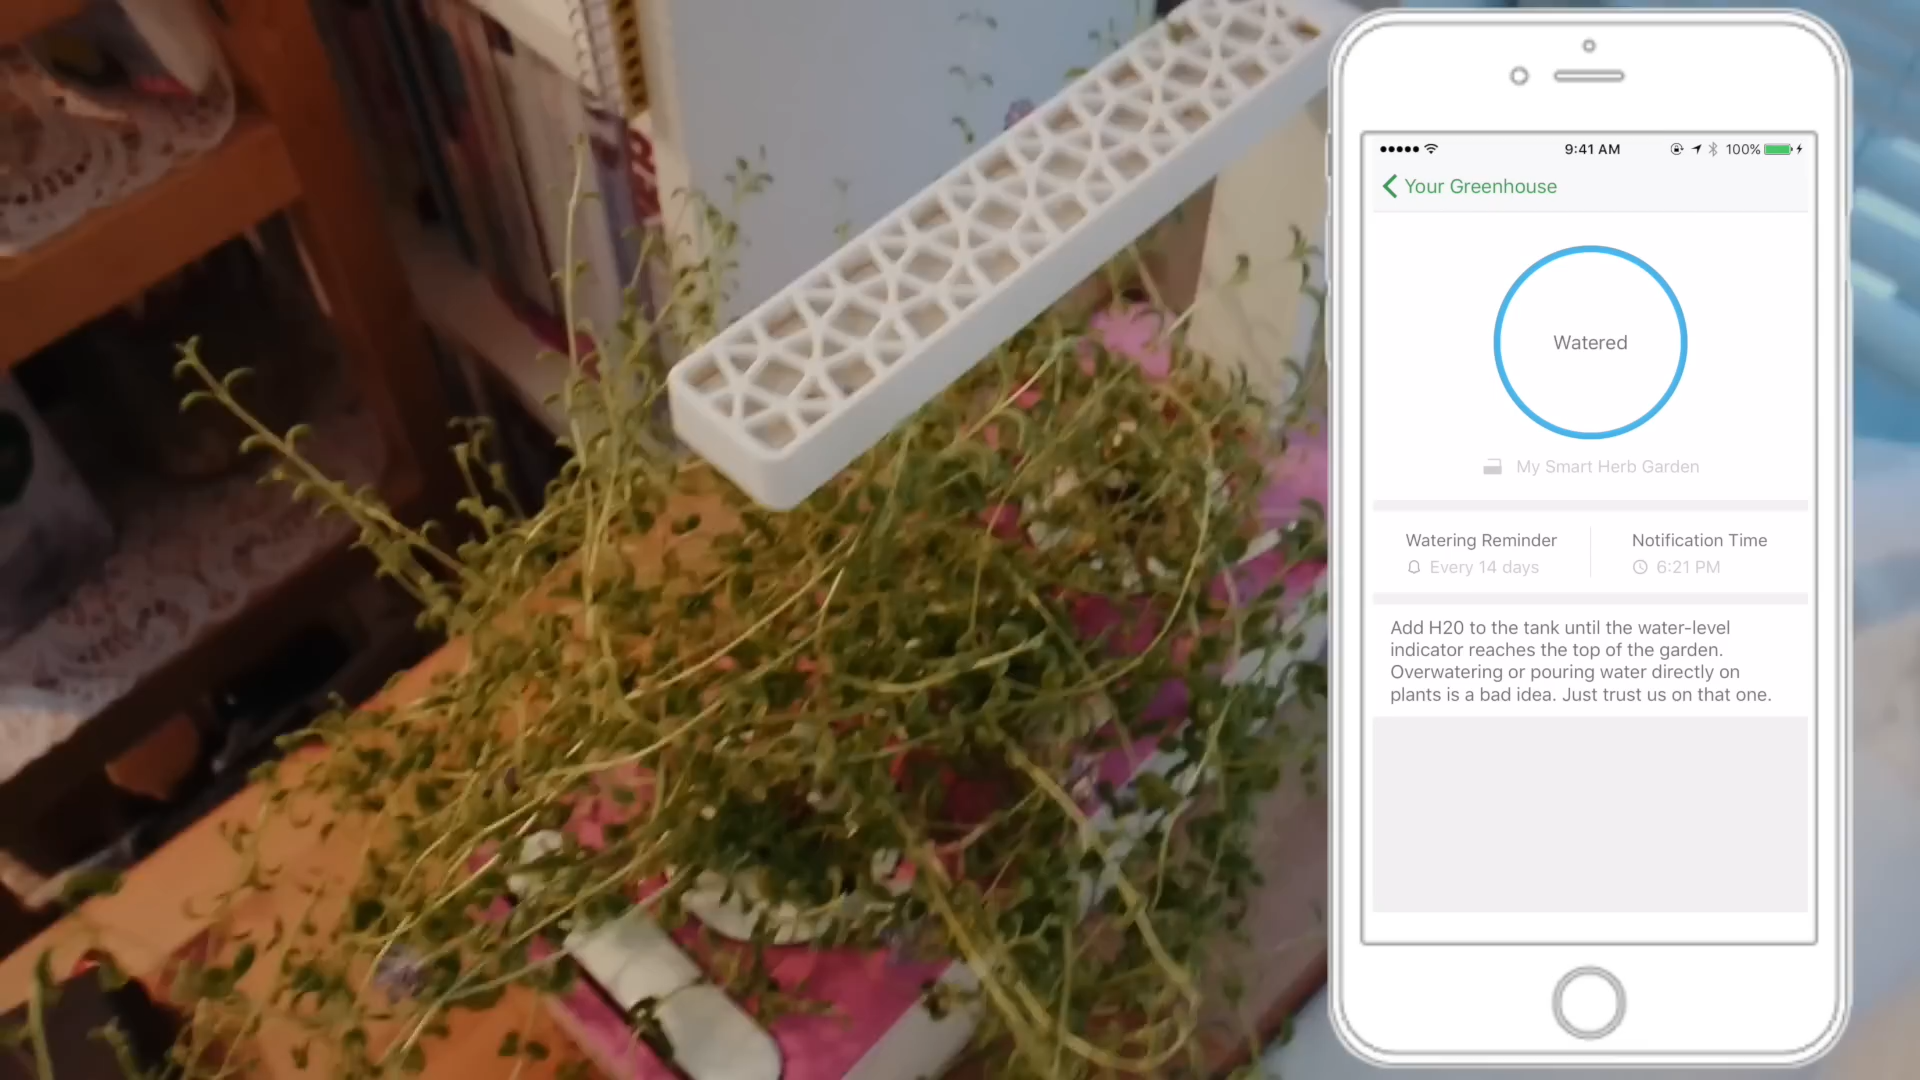 9:41 AM
100%
Your Greenhouse
Watered
My Smart Herb Garden
Watering Reminder
Every 14 days
Notification Time
6:21 PM
Add H20 to the tank until the water-level
indicator reaches the top of the garden.
Overwatering or pouring water directly on
plants is a bad idea. Just trust us on that one.